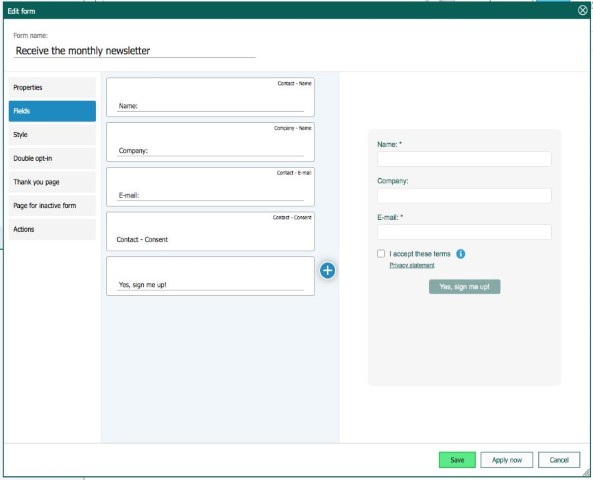 Edit form
Form name:
Receive the monthly newsletter
Properties
Fields
Style
Double opt-in
Thank you page
Page for inactive form
Actions
Contact - Name
Name:
Company - Name
Company:
Contact - E-mail
E-mail:
Contact - Consent
Contact - Consent
Yes, sign me up!
Name: *
Company:
E-mail: *
I accept these terms
Privacy statement
Yes, sign me up!
Save
Apply now
Cancel